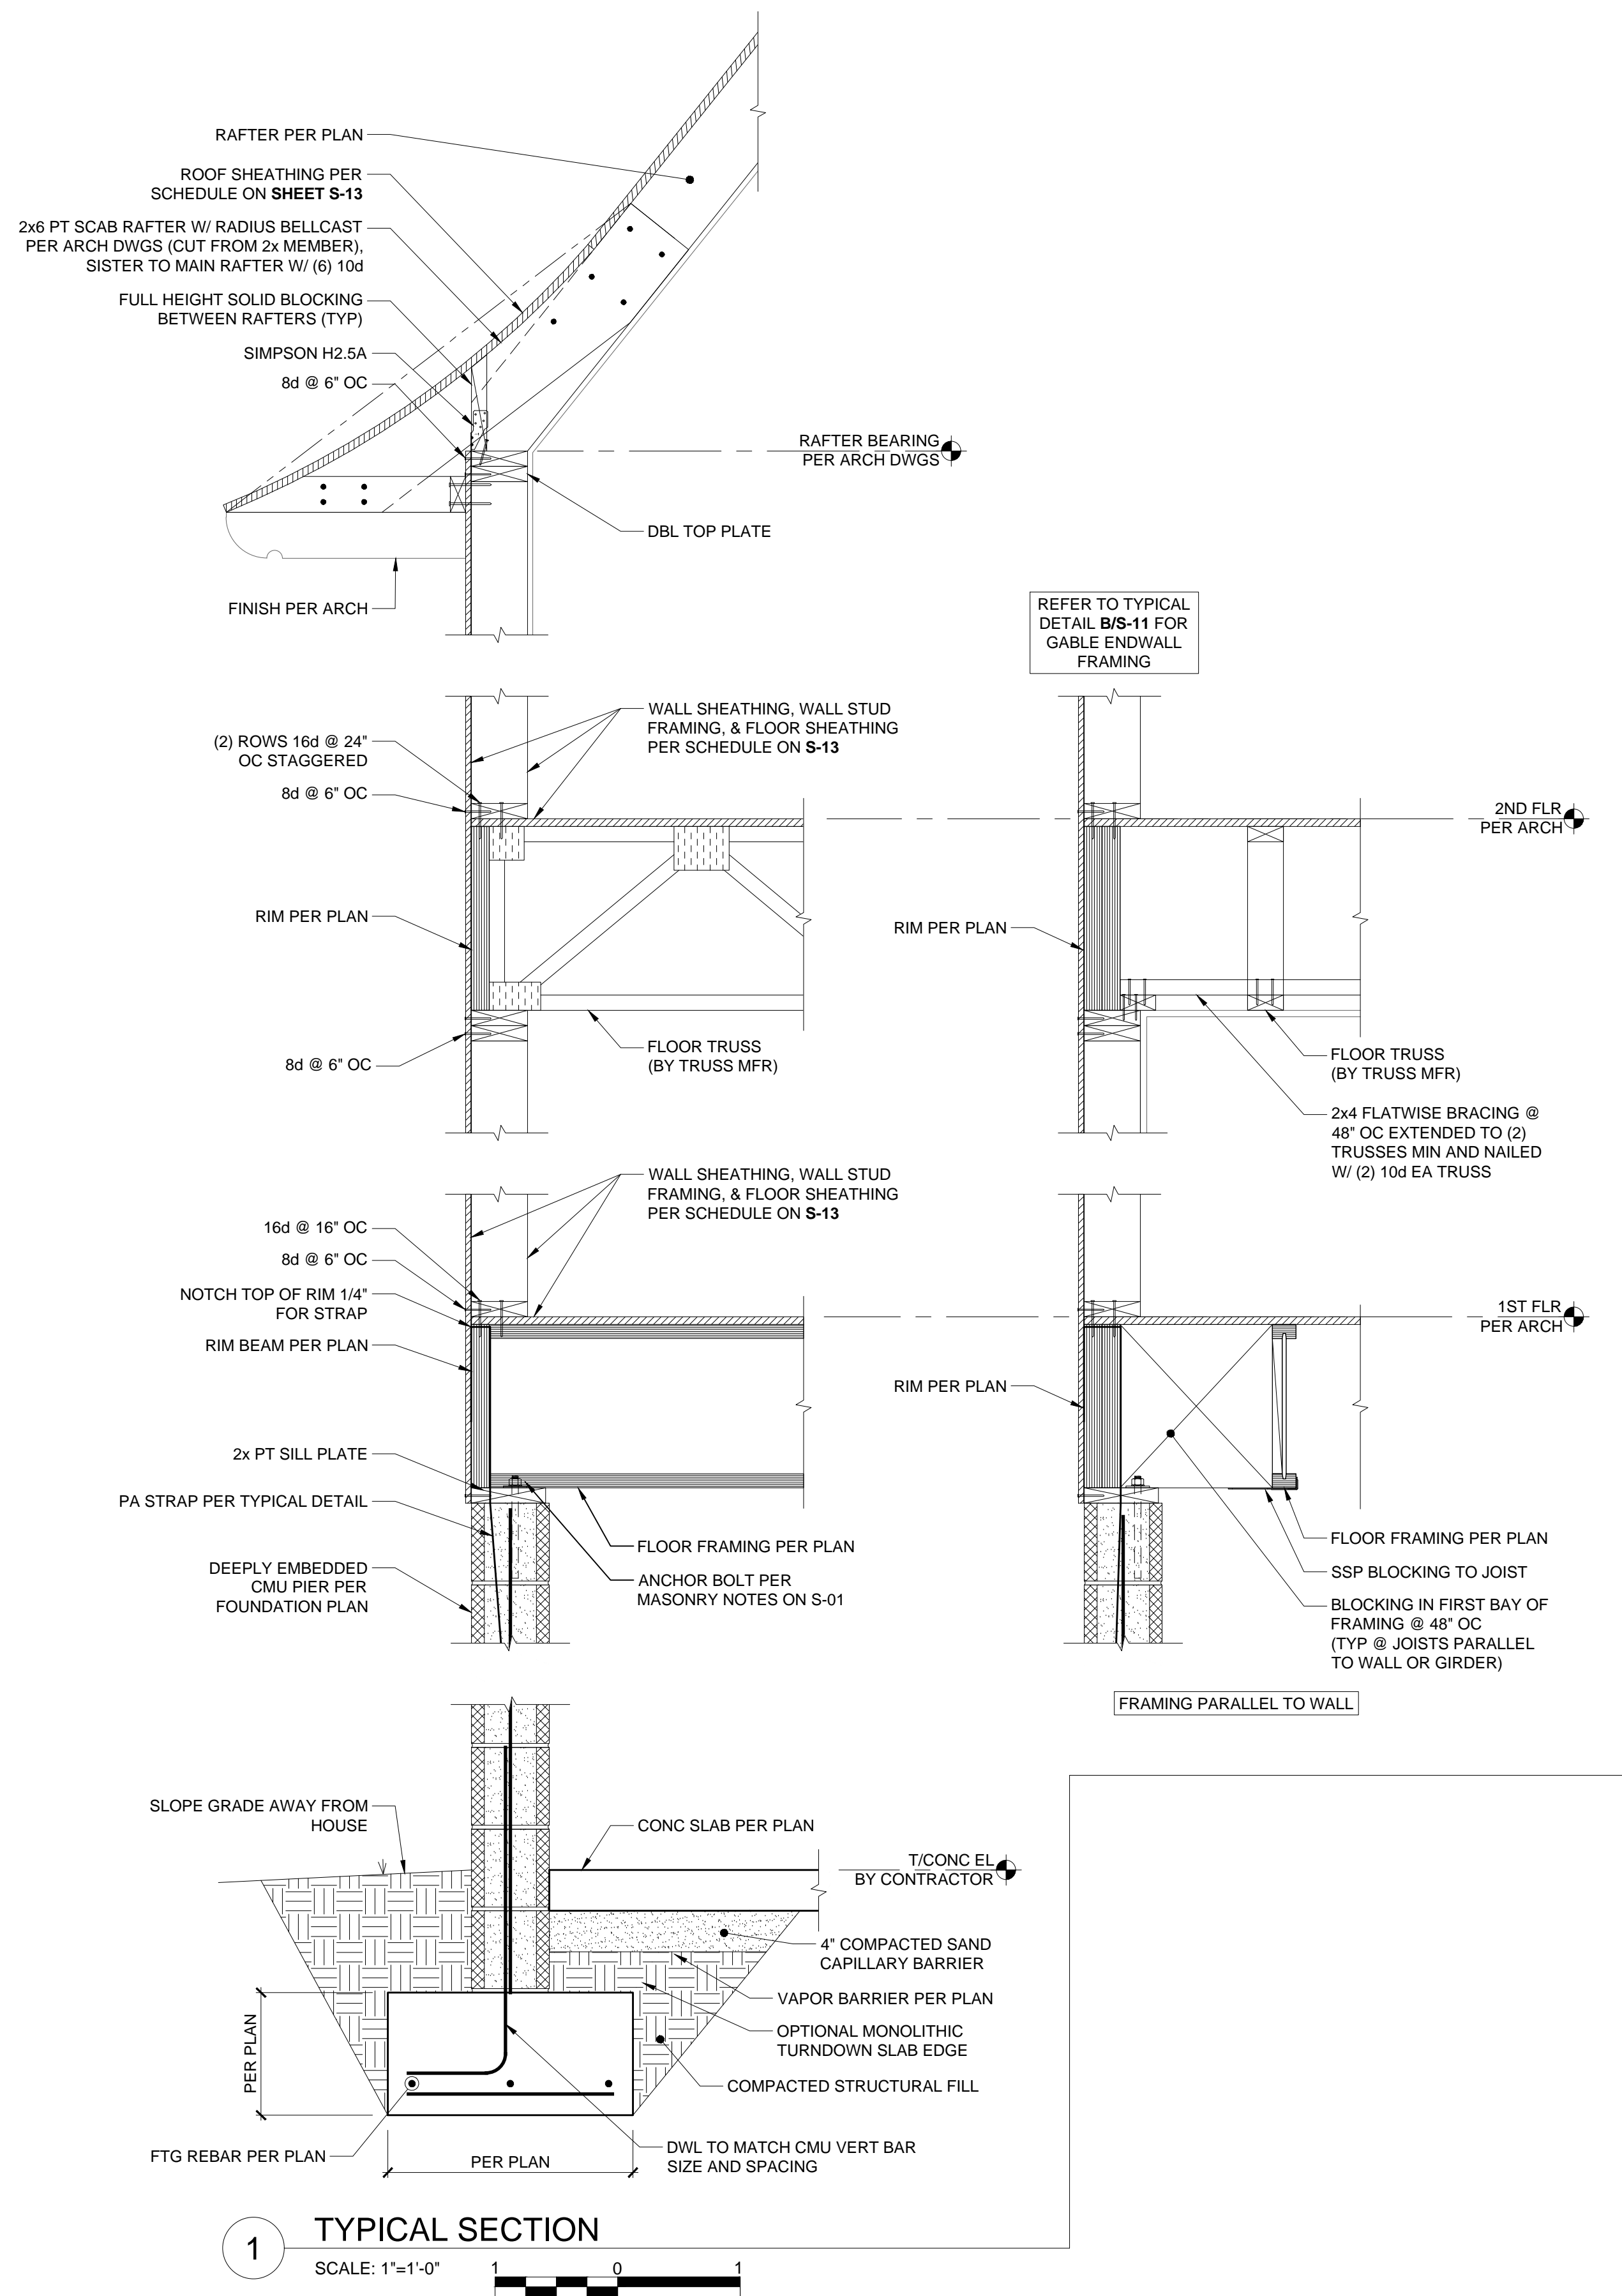 RAFTER PER PLAN
ROOF SHEATHING PER
SCHEDULE ON SHEET S-13
2x6 PT SCAB RAFTER W/ RADIUS BELLCAST
PER ARCH DWGS (CUT FROM 2x MEMBER),
SISTER TO MAIN RAFTER W/ (6) 10d
FULL HEIGHT SOLID BLOCKING
BETWEEN RAFTERS (TYP)
SIMPSON H2.5A
8d @ 6" OC
RAFTER BEARING
PER ARCH DWGS
DBL TOP PLATE
FINISH PER ARCH
REFER TO TYPICAL
DETAIL B/S-11 FOR
GABLE ENDWALL
FRAMING
WALL SHEATHING, WALL STUD
FRAMING, & FLOOR SHEATHING
PER SCHEDULE ON S-13
(2) ROWS 16d @ 24"
OC STAGGERED
8d @ 6" OC
2ND FLR
PER ARCH
RIM PER PLAN
RIM PER PLAN
8d @ 6" OC
FLOOR TRUSS
(BY TRUSS MFR)
FLOOR TRUSS
(BY TRUSS MFR)
2x4 FLATWISE BRACING @
48" OC EXTENDED TO (2)
TRUSSES MIN AND NAILED
W/ (2) 10d EA TRUSS
WALL SHEATHING, WALL STUD
FRAMING, & FLOOR SHEATHING
PER SCHEDULE ON S-13
16d @ 16" OC
8d @ 6" OC
NOTCH TOP OF RIM 1/4"
FOR STRAP
RIM BEAM PER PLAN
1ST FLR
PER ARCH
RIM PER PLAN
2x PT SILL PLATE
PA STRAP PER TYPICAL DETAIL
DEEPLY EMBEDDED
CMU PIER PER
FOUNDATION PLAN
FLOOR FRAMING PER PLAN
ANCHOR BOLT PER
MASONRY NOTES ON S-01
FLOOR FRAMING PER PLAN
SSP BLOCKING TO JOIST
BLOCKING IN FIRST BAY OF
FRAMING @ 48" OC
(TYP @ JOISTS PARALLEL
TO WALL OR GIRDER)
FRAMING PARALLEL TO WALL
SLOPE GRADE AWAY FROM
HOUSE
CONC SLAB PER PLAN
T/CONC EL
BY CONTRACTOR
4" COMPACTED SAND
CAPILLARY BARRIER
VAPOR BARRIER PER PLAN
OPTIONAL MONOLITHIC
TURNDOWN SLAB EDGE
COMPACTED STRUCTURAL FILL
PER PLAN
FTG REBAR PER PLAN
PER PLAN
DWL TO MATCH CMU VERT BAR
SIZE AND SPACING
1
TYPICAL SECTION
SCALE: 1"=1'-0"
1 0 1